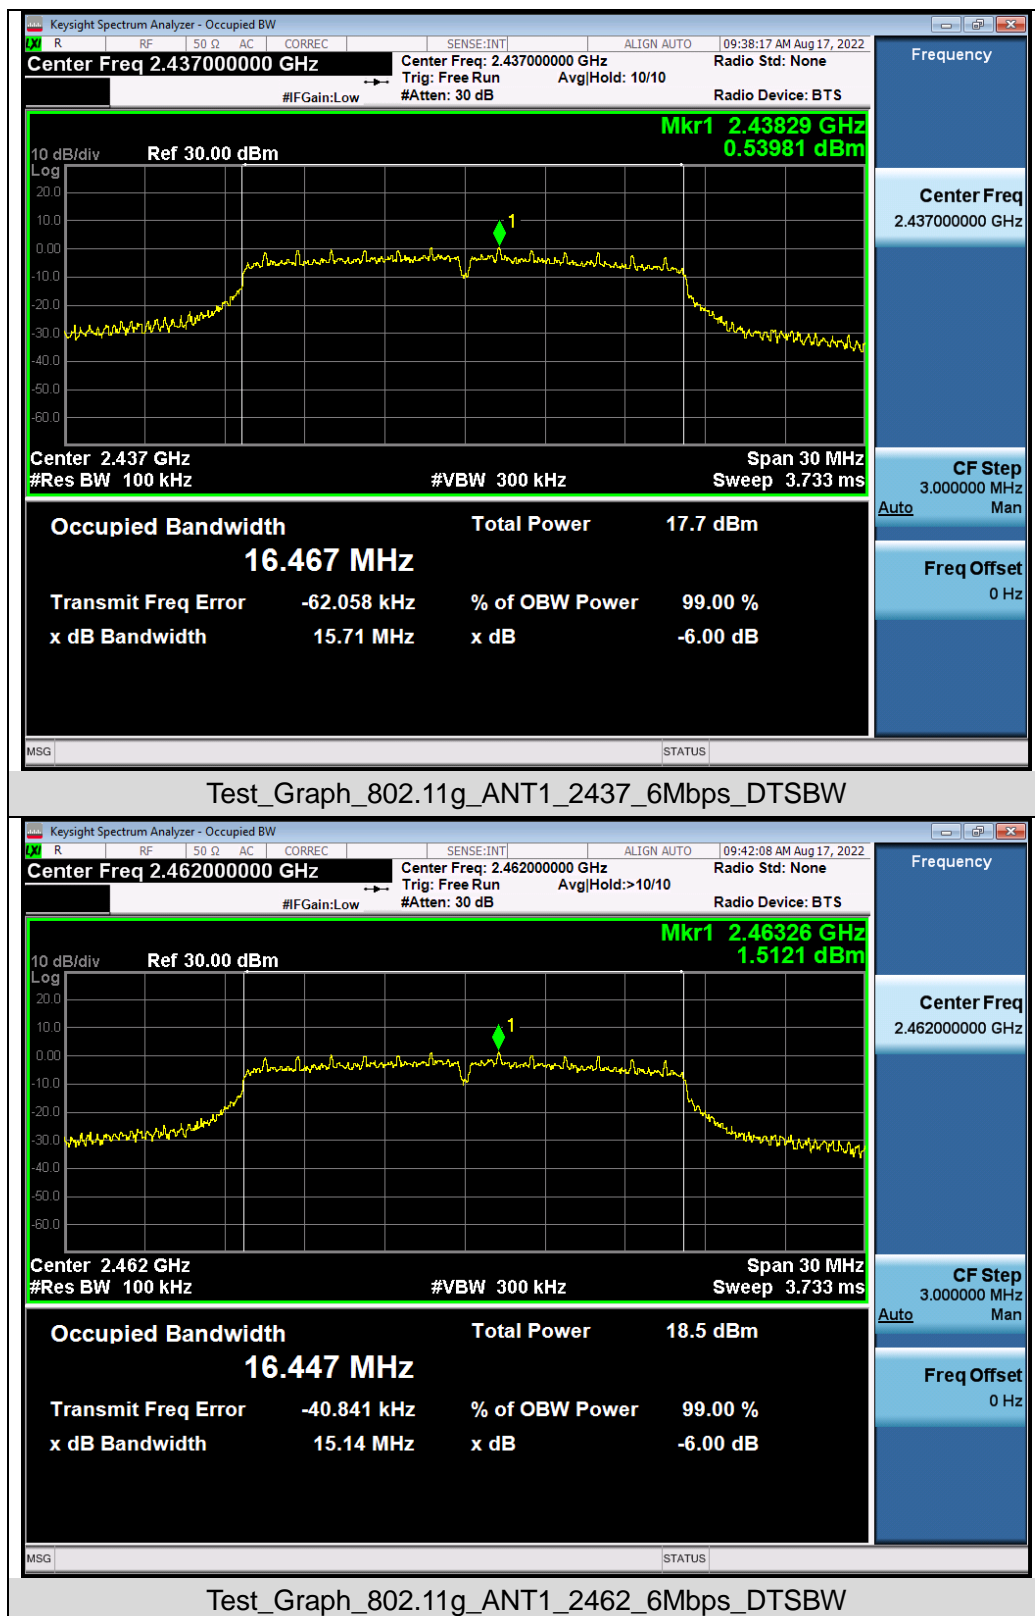 Keysight Spectrum Analyzer - Occupied BW
LXI R RF 50 Ω AC CORREC SENSE:INT ALIGN AUTO 09:38:17 AM Aug 17, 2022
Center Freq 2.437000000 GHz
Center Freq: 2.437000000 GHz Radio Std: None
Trig: Free Run Avg|Hold: 10/10
#IFGain:Low #Atten: 30 dB Radio Device: BTS
Frequency
Mkr1 2.43829 GHz
0.53981 dBm
10 dB/div Ref 30.00 dBm
Log
20.0
10.0
0.00
-10.0
-20.0
-30.0
-40.0
-50.0
-60.0
1
Center 2.437 GHz Span 30 MHz
#Res BW 100 kHz #VBW 300 kHz Sweep 3.733 ms
Center Freq
2.437000000 GHz
CF Step
3.000000 MHz
Auto Man
Freq Offset
0 Hz
Occupied Bandwidth Total Power 17.7 dBm
16.467 MHz
Transmit Freq Error -62.058 kHz % of OBW Power 99.00 %
x dB Bandwidth 15.71 MHz x dB -6.00 dB
MSG STATUS
Test_Graph_802.11g_ANT1_2437_6Mbps_DTSBW
Keysight Spectrum Analyzer - Occupied BW
LXI R RF 50 Ω AC CORREC SENSE:INT ALIGN AUTO 09:42:08 AM Aug 17, 2022
Center Freq 2.462000000 GHz
Center Freq: 2.462000000 GHz Radio Std: None
Trig: Free Run Avg|Hold:>10/10
#IFGain:Low #Atten: 30 dB Radio Device: BTS
Frequency
Mkr1 2.46326 GHz
1.5121 dBm
10 dB/div Ref 30.00 dBm
Log
20.0
10.0
0.00
-10.0
-20.0
-30.0
-40.0
-50.0
-60.0
1
Center 2.462 GHz Span 30 MHz
#Res BW 100 kHz #VBW 300 kHz Sweep 3.733 ms
Center Freq
2.462000000 GHz
CF Step
3.000000 MHz
Auto Man
Freq Offset
0 Hz
Occupied Bandwidth Total Power 18.5 dBm
16.447 MHz
Transmit Freq Error -40.841 kHz % of OBW Power 99.00 %
x dB Bandwidth 15.14 MHz x dB -6.00 dB
MSG STATUS
Test_Graph_802.11g_ANT1_2462_6Mbps_DTSBW